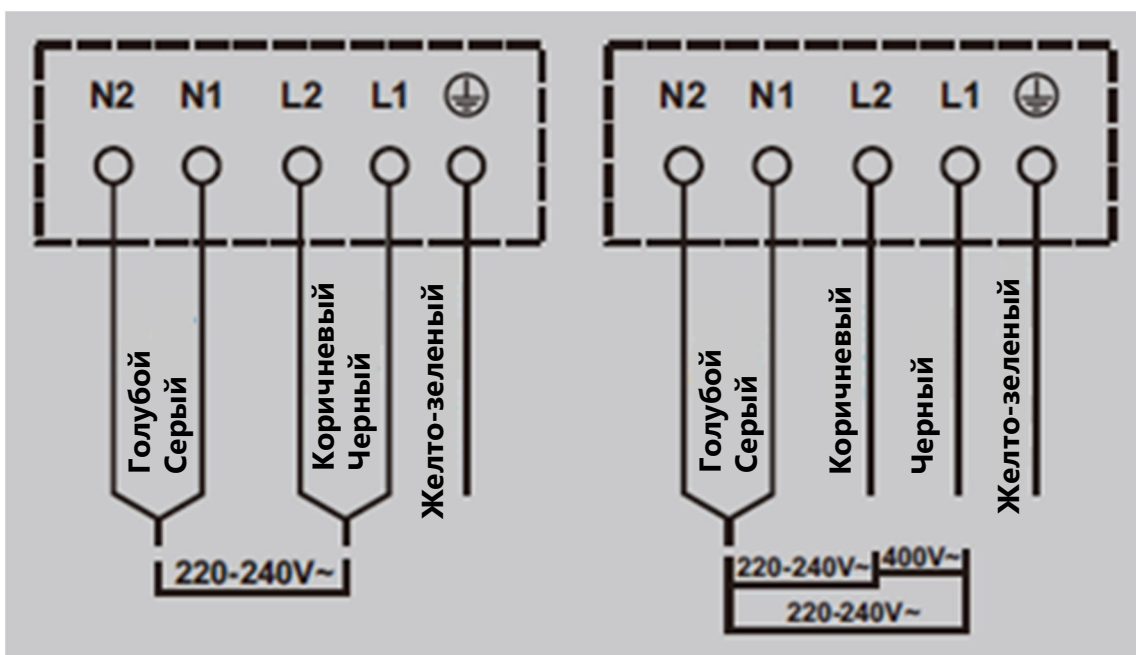 N2 N1 L2 L1
Голубой
Серый
Коричневый
Черный
Желто-зеленый
220-240V~
N2 N1 L2 L1
Голубой
Серый
Коричневый
Черный
Желто-зеленый
220-240V~
400V~
220-240V~